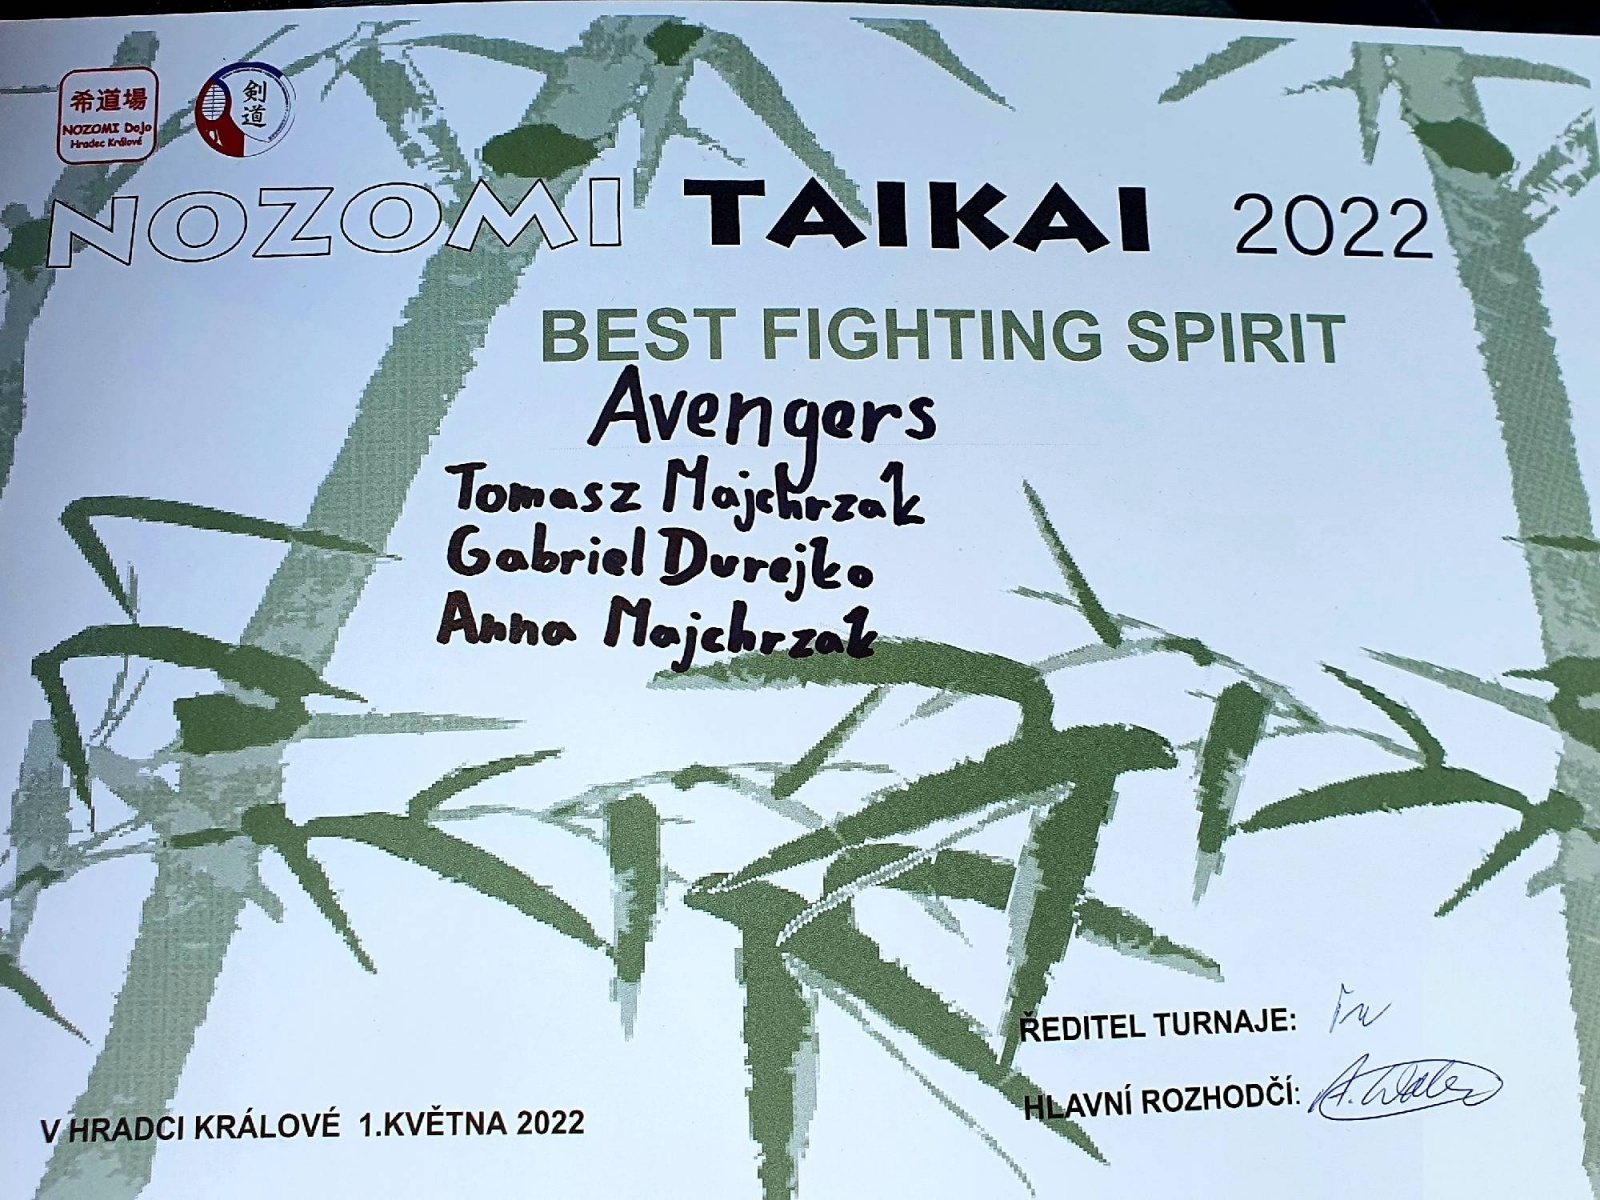 希道場
NOZOMI Dojo
Hradec Králové
剣道
NOZOMI TAIKAI 2022
BEST FIGHTING SPIRIT
Avengers
Tomasz Majchrzak
Gabriel Durejko
Anna Majchrzak
ŘEDITEL TURNAJE:
HLAVNÍ ROZHODČÍ:
V HRADCI KRÁLOVÉ 1.KVĚTNA 2022